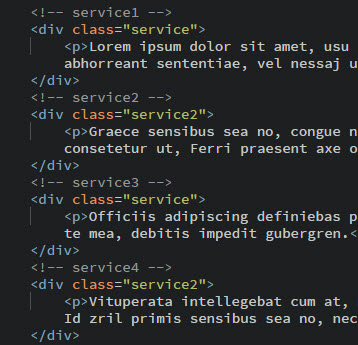 <!-- service1 -->
<div class="service">
<p>Lorem ipsum dolor sit amet, usu
abhorreant sententiae, vel nessaj u
</div>
<!-- service2 -->
<div class="service2">
<p>Graece sensibus sea no, congue n
consetetur ut, Ferri praesent axe o
</div>
<!-- service3 -->
<div class="service">
<p>Officiis adipiscing definiebas p
te mea, debitis impedit gubergren.<
</div>
<!-- service4 -->
<div class="service2">
<p>Vituperata intellegebat cum at,
Id zril primis sensibus sea no, nec
</div>